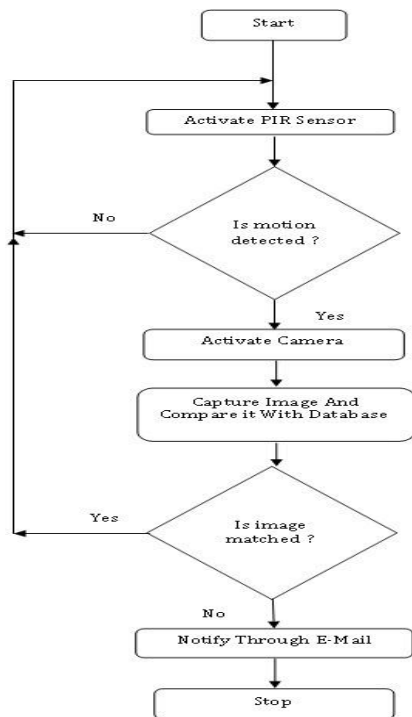 Start
Activate PIR Sensor
Is motion
detected ?
No
Yes
Activate Camera
Capture Image And
Compare it With Database
Is image
matched ?
Yes
No
Notify Through E-Mail
Stop